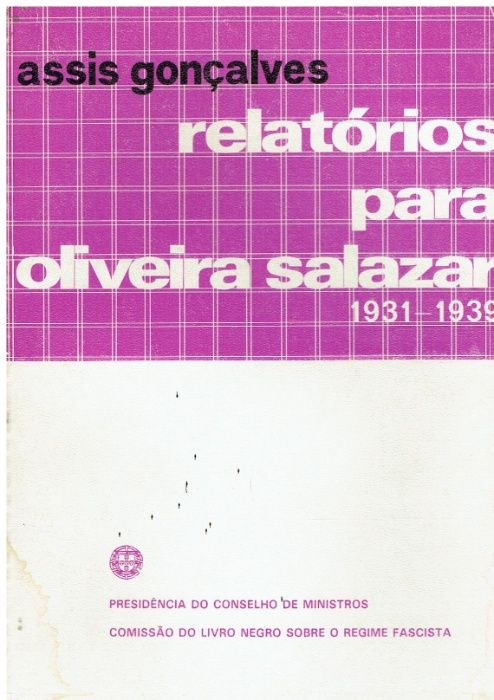 assis gonçalves
relatórios
para
oliveira salazar
1931-1939
PRESIDÊNCIA DO CONSELHO DE MINISTROS
COMISSÃO DO LIVRO NEGRO SOBRE O REGIME FASCISTA